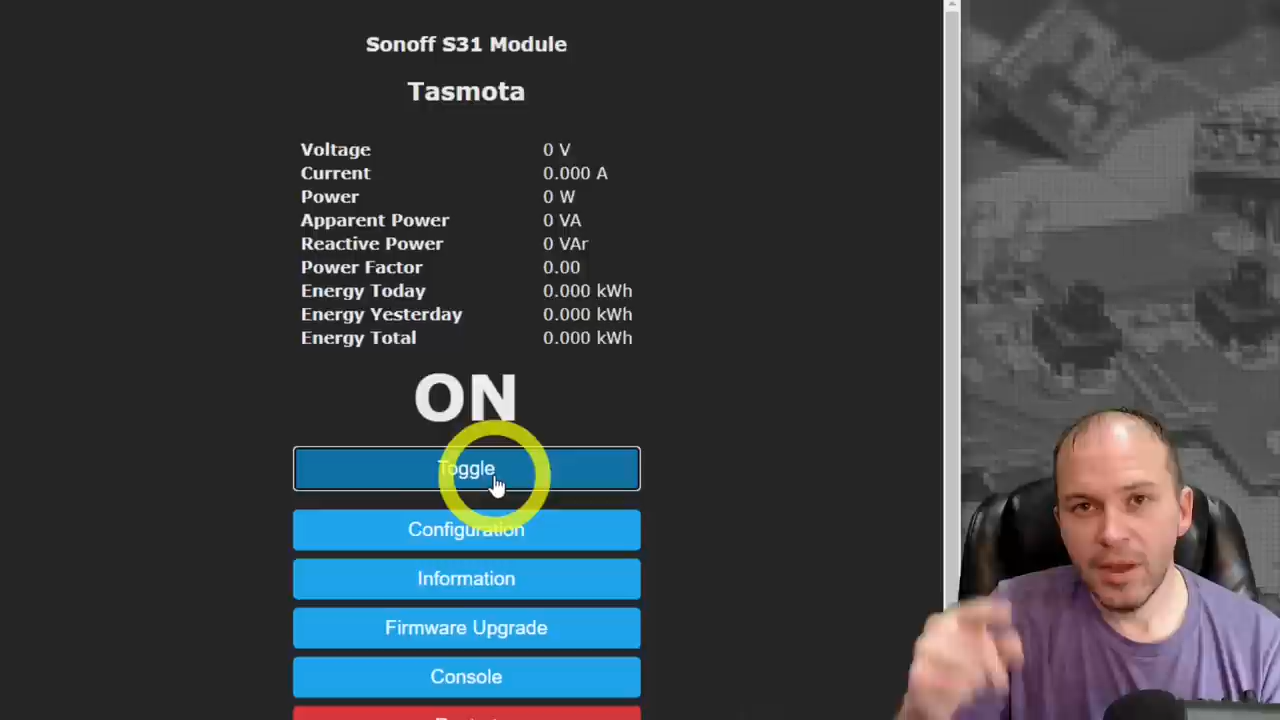 Sonoff S31 Module
Tasmota
Voltage 0 V
Current 0.000 A
Power 0 W
Apparent Power 0 VA
Reactive Power 0 VAr
Power Factor 0.00
Energy Today 0.000 kWh
Energy Yesterday 0.000 kWh
Energy Total 0.000 kWh
ON
Toggle
Configuration
Information
Firmware Upgrade
Console